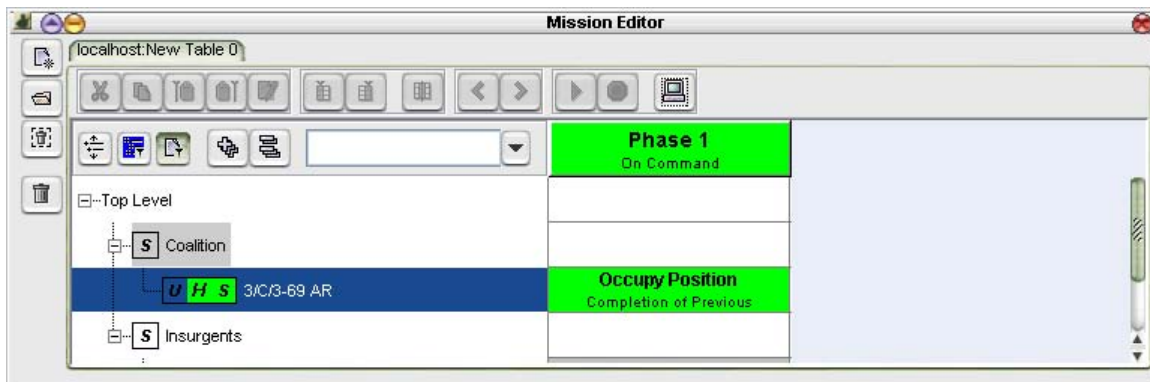 Mission Editor
localhost:New Table 0
Phase 1
On Command
Top Level
S Coalition
U H S 3/C/3-69 AR
Occupy Position
Completion of Previous
S Insurgents